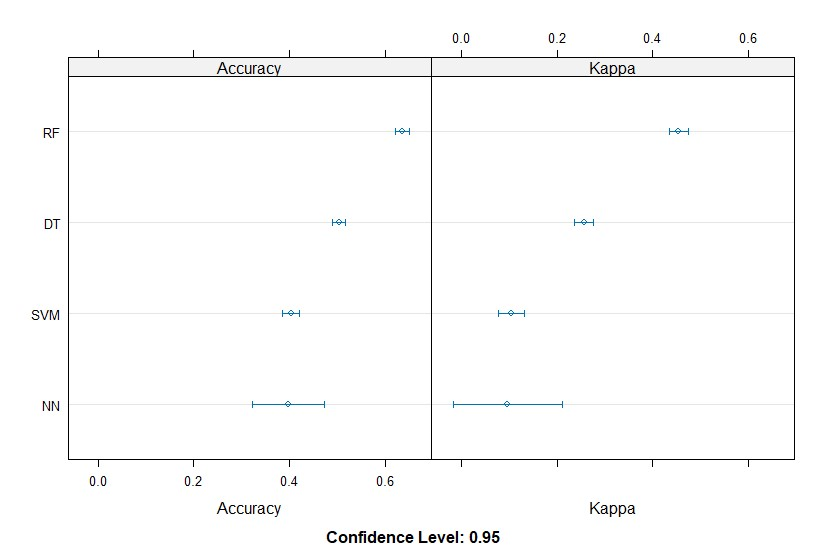 0.0 0.2 0.4 0.6
Accuracy Kappa
RF
DT
SVM
NN
0.0 0.2 0.4 0.6
Accuracy Kappa
Confidence Level: 0.95